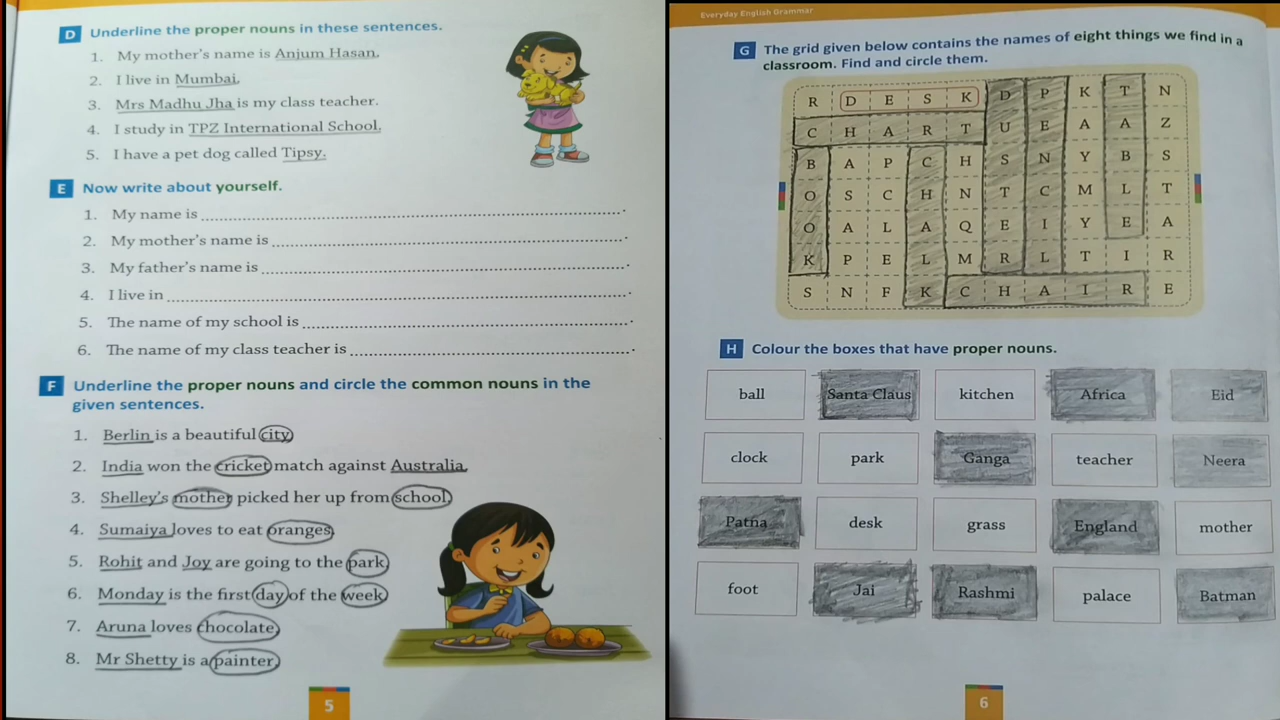 D Underline the proper nouns in these sentences.
1. My mother's name is Anjum Hasan.
2. I live in Mumbai.
3. Mrs Madhu Jha is my class teacher.
4. I study in TPZ International School.
5. I have a pet dog called Tipsy.
E Now write about yourself.
1. My name is
2. My mother's name is
3. My father's name is
4. I live in
5. The name of my school is
6. The name of my class teacher is
F Underline the proper nouns and circle the common nouns in the
given sentences.
1. Berlin is a beautiful city.
2. India won the cricket match against Australia.
3. Shelley's mother picked her up from school.
4. Sumaiya loves to eat oranges.
5. Rohit and Joy are going to the park.
6. Monday is the first day of the week.
7. Aruna loves chocolate.
8. Mr Shetty is a painter.
5
Everyday English Grammar
G The grid given below contains the names of eight things we find in a
classroom. Find and circle them.
R D E S K D P K T N
C H A R T U E A A Z
B A P C H S N Y B S
O S C H N T C M L T
O A L A Q E I Y E A
K P E L M R L T I R
S N F K C H A I R E
H Colour the boxes that have proper nouns.
ball Santa Claus kitchen Africa Eid
clock park Ganga teacher Neera
Patna desk grass England mother
foot Jai Rashmi palace Batman
6